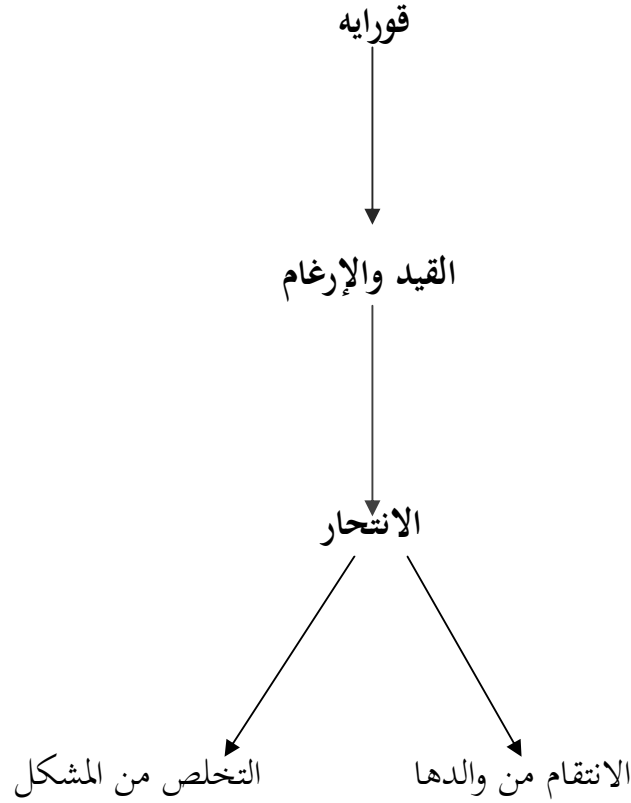 قورايه
القيد والإرغام
الانتحار
الانتقام من والدها
التخلص من المشكل